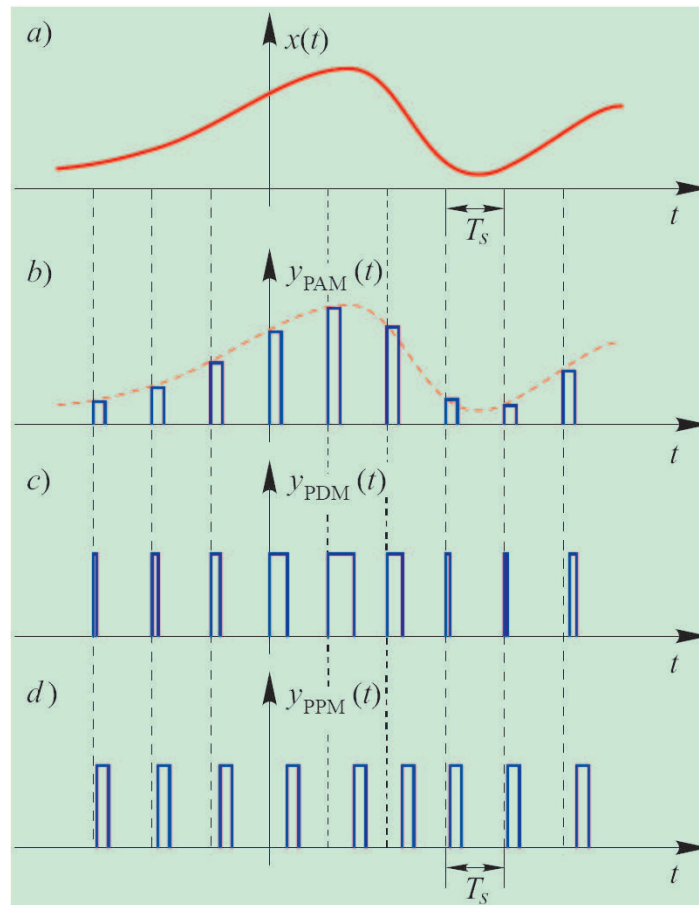 a) x(t)
t
T_s
b) y_PAM (t)
t
c) y_PDM (t)
t
d) y_PPM (t)
t
T_s